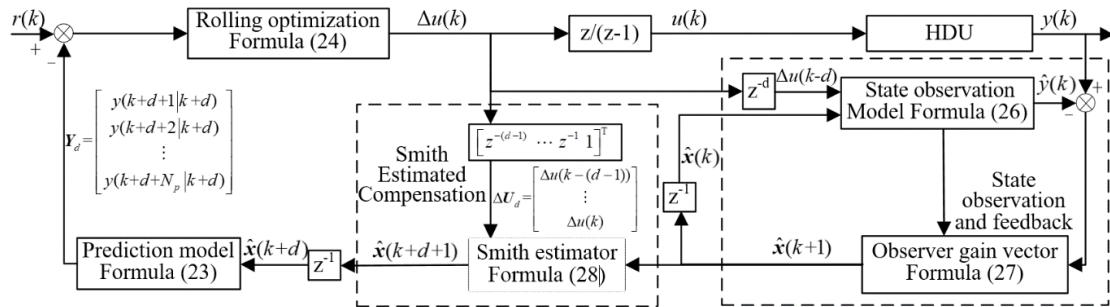 r(k)
+
−
Rolling optimization
Formula (24)
Δu(k)
z/(z-1)
u(k)
HDU
y(k)
z^{-d}
Δu(k-d)
State observation
Model Formula (26)
ŷ(k)
+
−
Y_d = [y(k+d+1|k+d)
y(k+d+2|k+d)
⋮
y(k+d+N_p|k+d)]
[z^{-(d-1)} ⋯ z^{-1} 1]^T
Smith
Estimated
Compensation
ΔU_d = [Δu(k-(d-1))
⋮
Δu(k)]
x̂(k)
z^{-1}
State
observation
and feedback
Prediction model
Formula (23)
x̂(k+d)
z^{-1}
x̂(k+d+1)
Smith estimator
Formula (28)
x̂(k+1)
Observer gain vector
Formula (27)